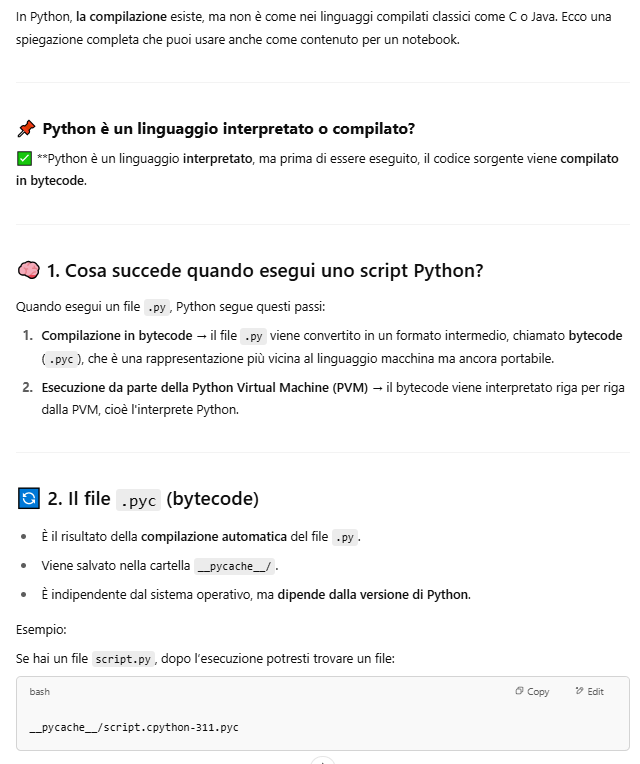 In Python, la compilazione esiste, ma non è come nei linguaggi compilati classici come C o Java. Ecco una
spiegazione completa che puoi usare anche come contenuto per un notebook.
📌 Python è un linguaggio interpretato o compilato?
✅ **Python è un linguaggio interpretato, ma prima di essere eseguito, il codice sorgente viene compilato
in bytecode.
🧠 1. Cosa succede quando esegui uno script Python?
Quando esegui un file .py, Python segue questi passi:
1. Compilazione in bytecode → il file .py viene convertito in un formato intermedio, chiamato bytecode
(.pyc), che è una rappresentazione più vicina al linguaggio macchina ma ancora portabile.
2. Esecuzione da parte della Python Virtual Machine (PVM) → il bytecode viene interpretato riga per riga
dalla PVM, cioè l'interprete Python.
🔄 2. Il file .pyc (bytecode)
• È il risultato della compilazione automatica del file .py.
• Viene salvato nella cartella __pycache__/.
• È indipendente dal sistema operativo, ma dipende dalla versione di Python.
Esempio:
Se hai un file script.py, dopo l'esecuzione potresti trovare un file:
bash Copy Edit
__pycache__/script.cpython-311.pyc